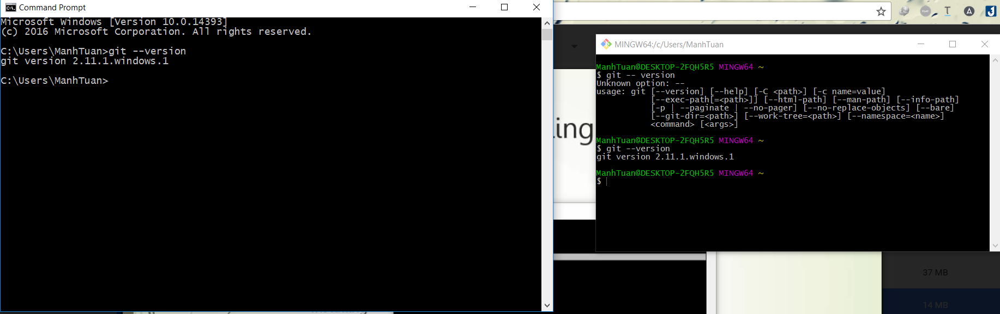 Command Prompt
Microsoft Windows [Version 10.0.14393]
(c) 2016 Microsoft Corporation. All rights reserved.
C:\Users\ManhTuan>git --version
git version 2.11.1.windows.1
C:\Users\ManhTuan>
FLAT
T
A
MINGW64:/c/Users/ManhTuan
ManhTuan@DESKTOP-2FQH5R5 MINGW64 ~
$ git -- version
Unknown option: --
usage: git [--version] [--help] [-C <path>] [-c name=value]
[--exec-path[=<path>]] [--html-path] [--man-path] [--info-path]
[-p | --paginate | --no-pager] [--no-replace-objects] [--bare]
[--git-dir=<path>] [--work-tree=<path>] [--namespace=<name>]
<command> [<args>]
ManhTuan@DESKTOP-2FQH5R5 MINGW64 ~
$ git --version
git version 2.11.1.windows.1
ManhTuan@DESKTOP-2FQH5R5 MINGW64 ~
$
ling
37 MB
14 MB